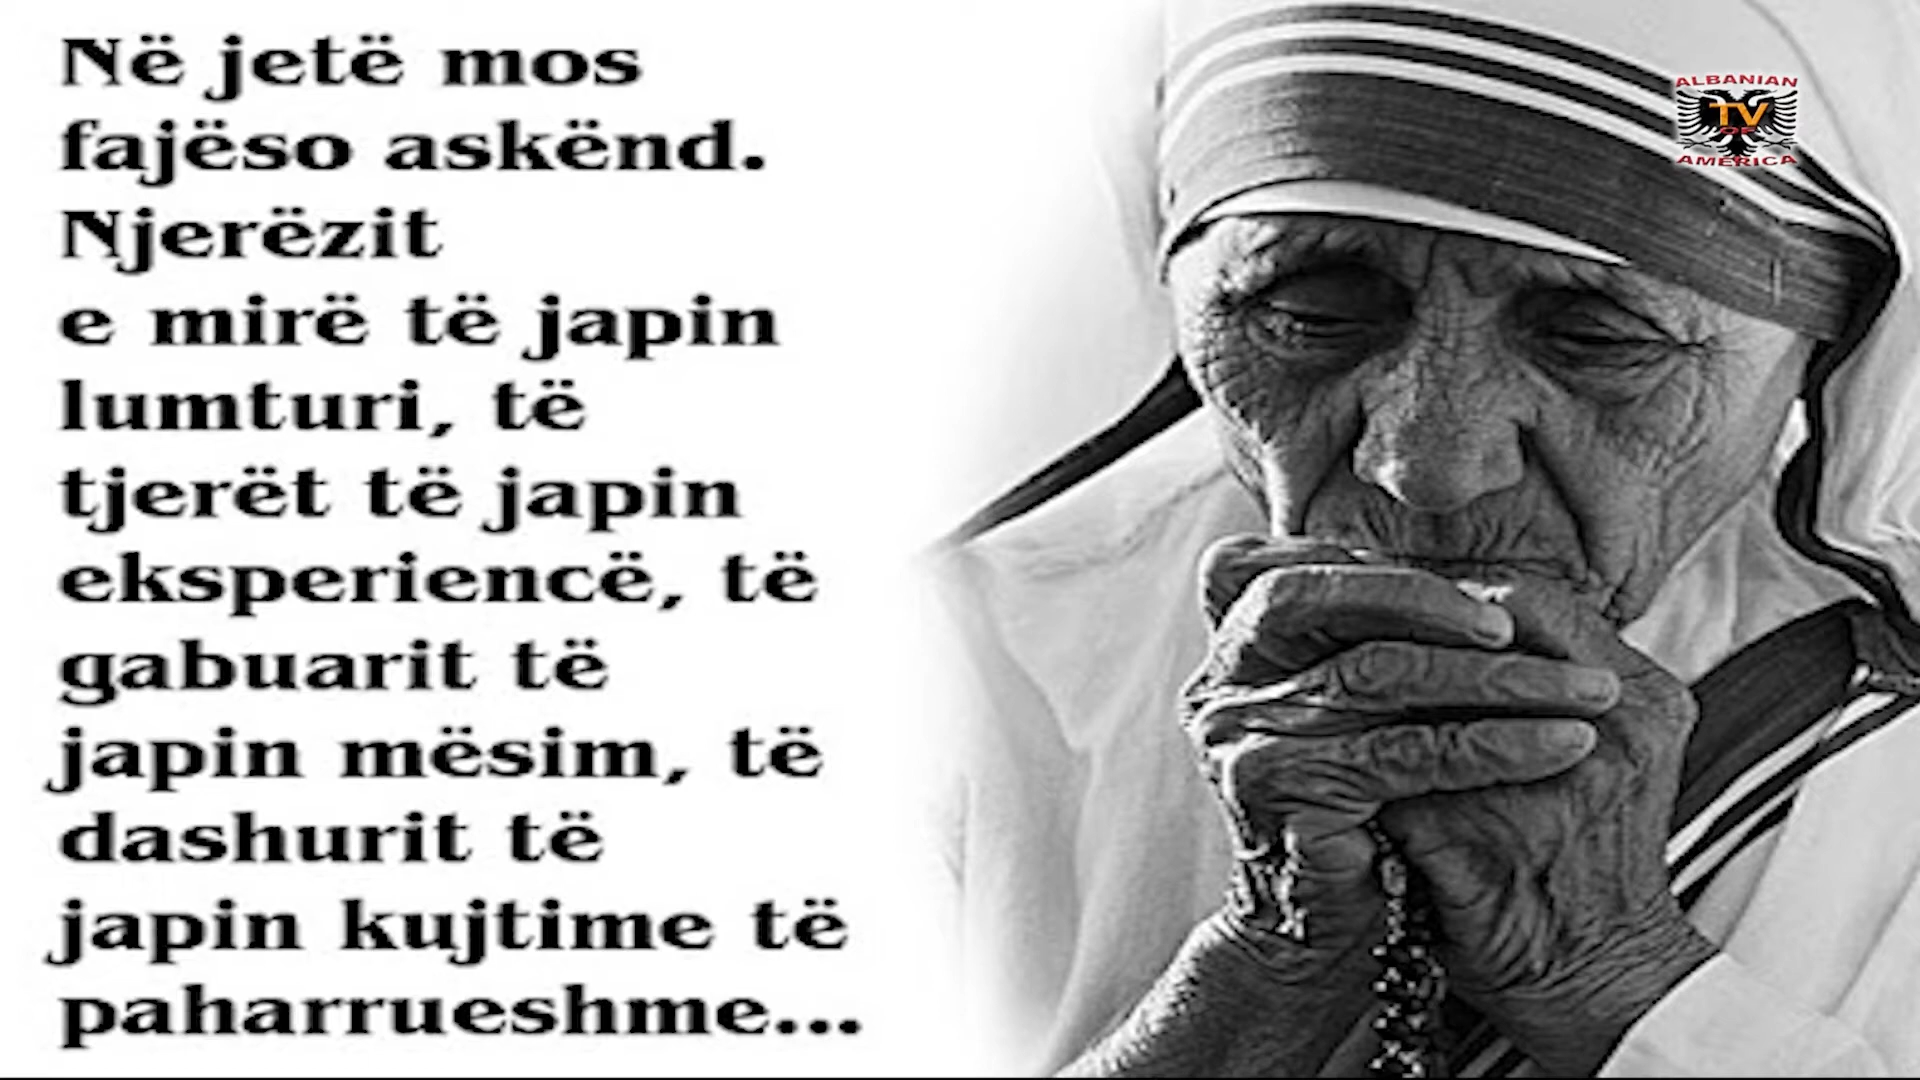 Në jetë mos
fajëso askënd.
Njerëzit
e mirë të japin
lumturi, të
tjerët të japin
eksperiencë, të
gabuarit të
japin mësim, të
dashurit të
japin kujtime të
paharrueshme...
ALBANIAN
TV
OF
AMERICA